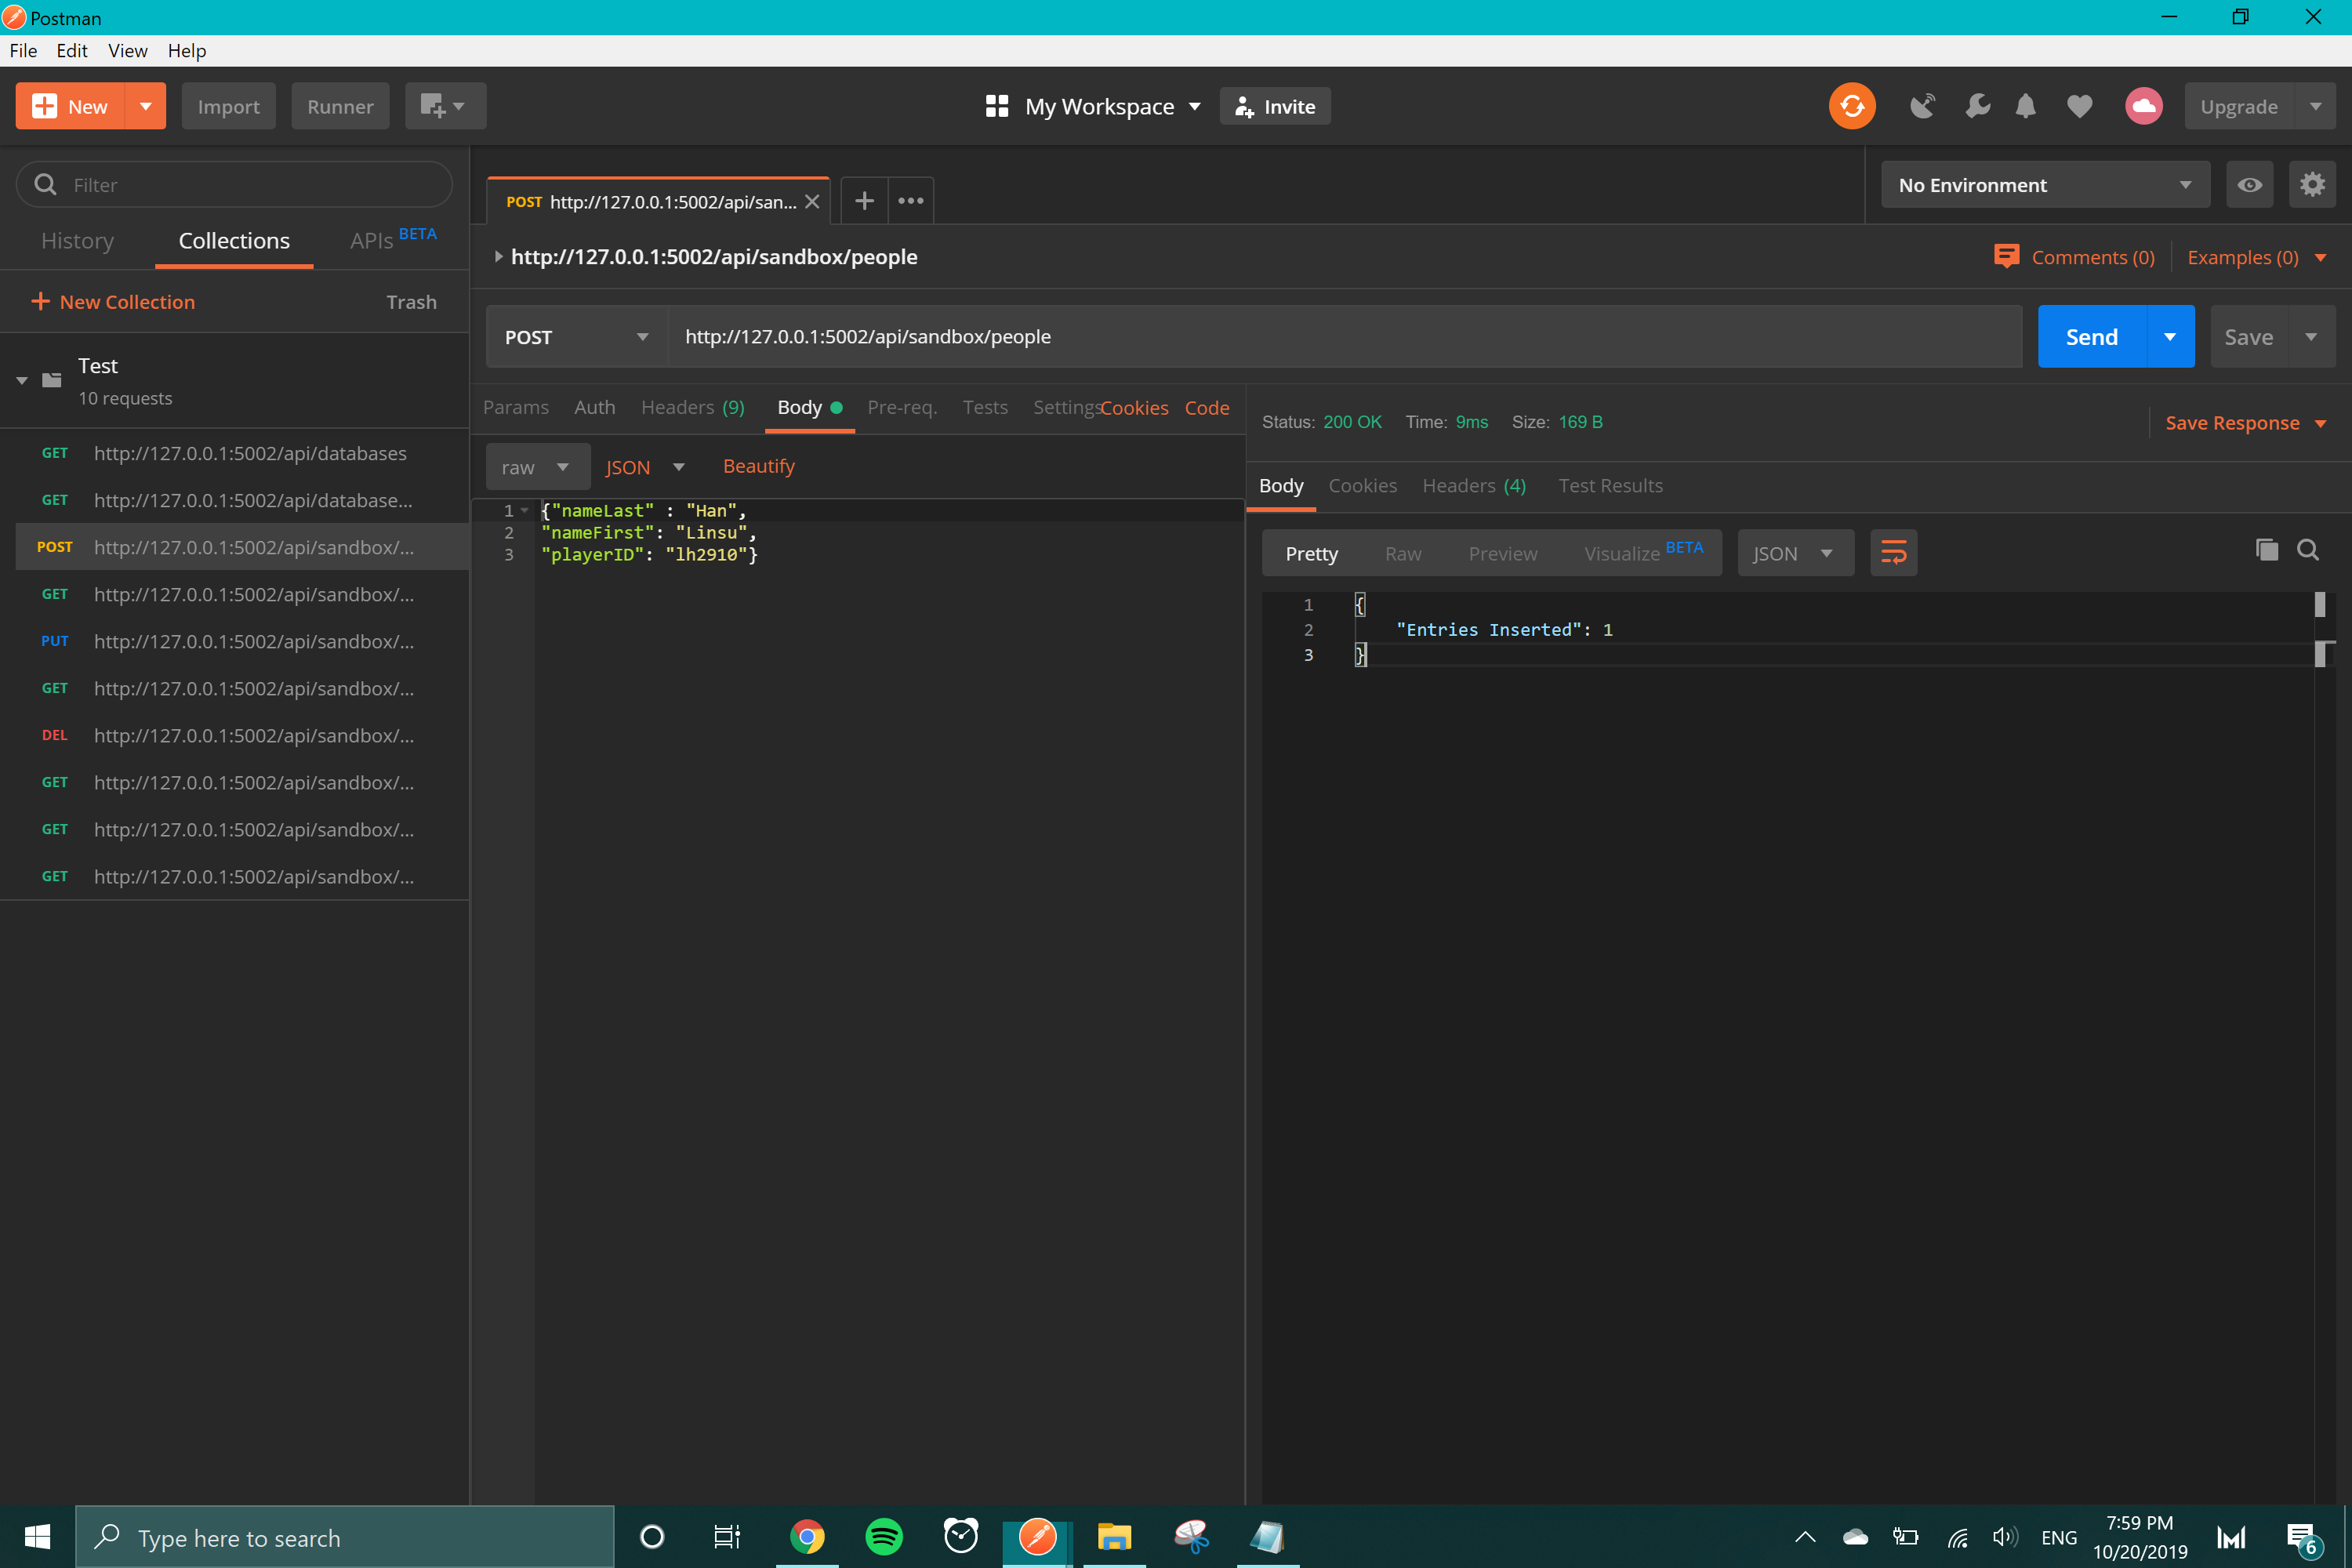 Postman
File Edit View Help
New Import Runner My Workspace Invite Upgrade
Filter
History Collections APIs BETA
New Collection Trash
Test
10 requests
GET http://127.0.0.1:5002/api/databases
GET http://127.0.0.1:5002/api/database...
POST http://127.0.0.1:5002/api/sandbox/...
GET http://127.0.0.1:5002/api/sandbox/...
PUT http://127.0.0.1:5002/api/sandbox/...
GET http://127.0.0.1:5002/api/sandbox/...
DEL http://127.0.0.1:5002/api/sandbox/...
GET http://127.0.0.1:5002/api/sandbox/...
GET http://127.0.0.1:5002/api/sandbox/...
GET http://127.0.0.1:5002/api/sandbox/...
POST http://127.0.0.1:5002/api/san...
No Environment
http://127.0.0.1:5002/api/sandbox/people
Comments (0) Examples (0)
POST http://127.0.0.1:5002/api/sandbox/people Send Save
Params Auth Headers (9) Body Pre-req. Tests Settings Cookies Code
raw JSON Beautify
1 {"nameLast" : "Han",
2 "nameFirst": "Linsu",
3 "playerID": "lh2910"}
Status: 200 OK Time: 9ms Size: 169 B Save Response
Body Cookies Headers (4) Test Results
Pretty Raw Preview Visualize BETA JSON
1 {
2 "Entries Inserted": 1
3 }
Type here to search
ENG
7:59 PM
10/20/2019
6